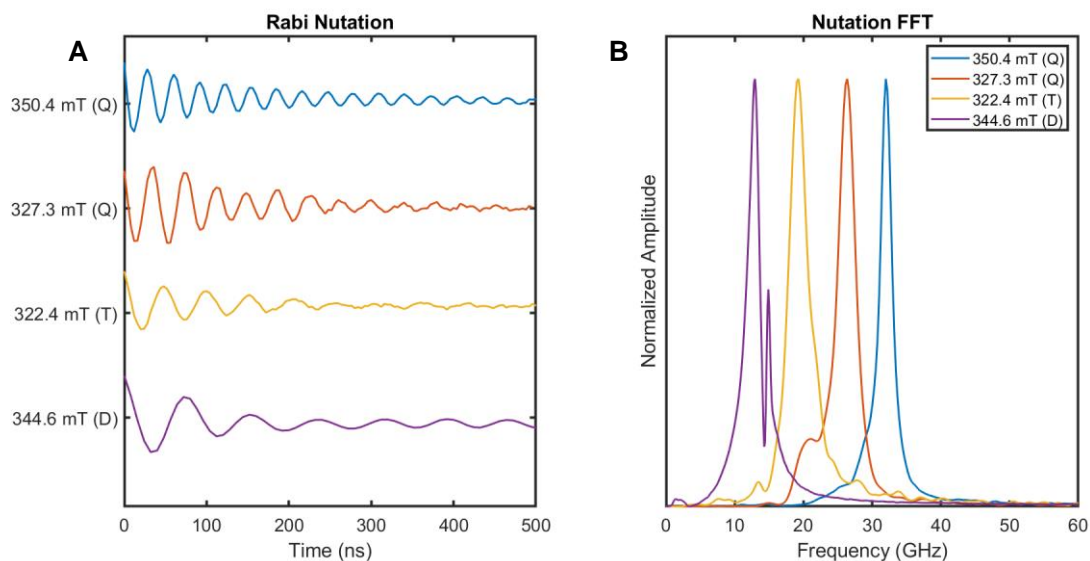 Rabi Nutation
A
350.4 mT (Q)
327.3 mT (Q)
322.4 mT (T)
344.6 mT (D)
0 100 200 300 400 500
Time (ns)
Nutation FFT
B
350.4 mT (Q)
327.3 mT (Q)
322.4 mT (T)
344.6 mT (D)
Normalized Amplitude
0 10 20 30 40 50 60
Frequency (GHz)